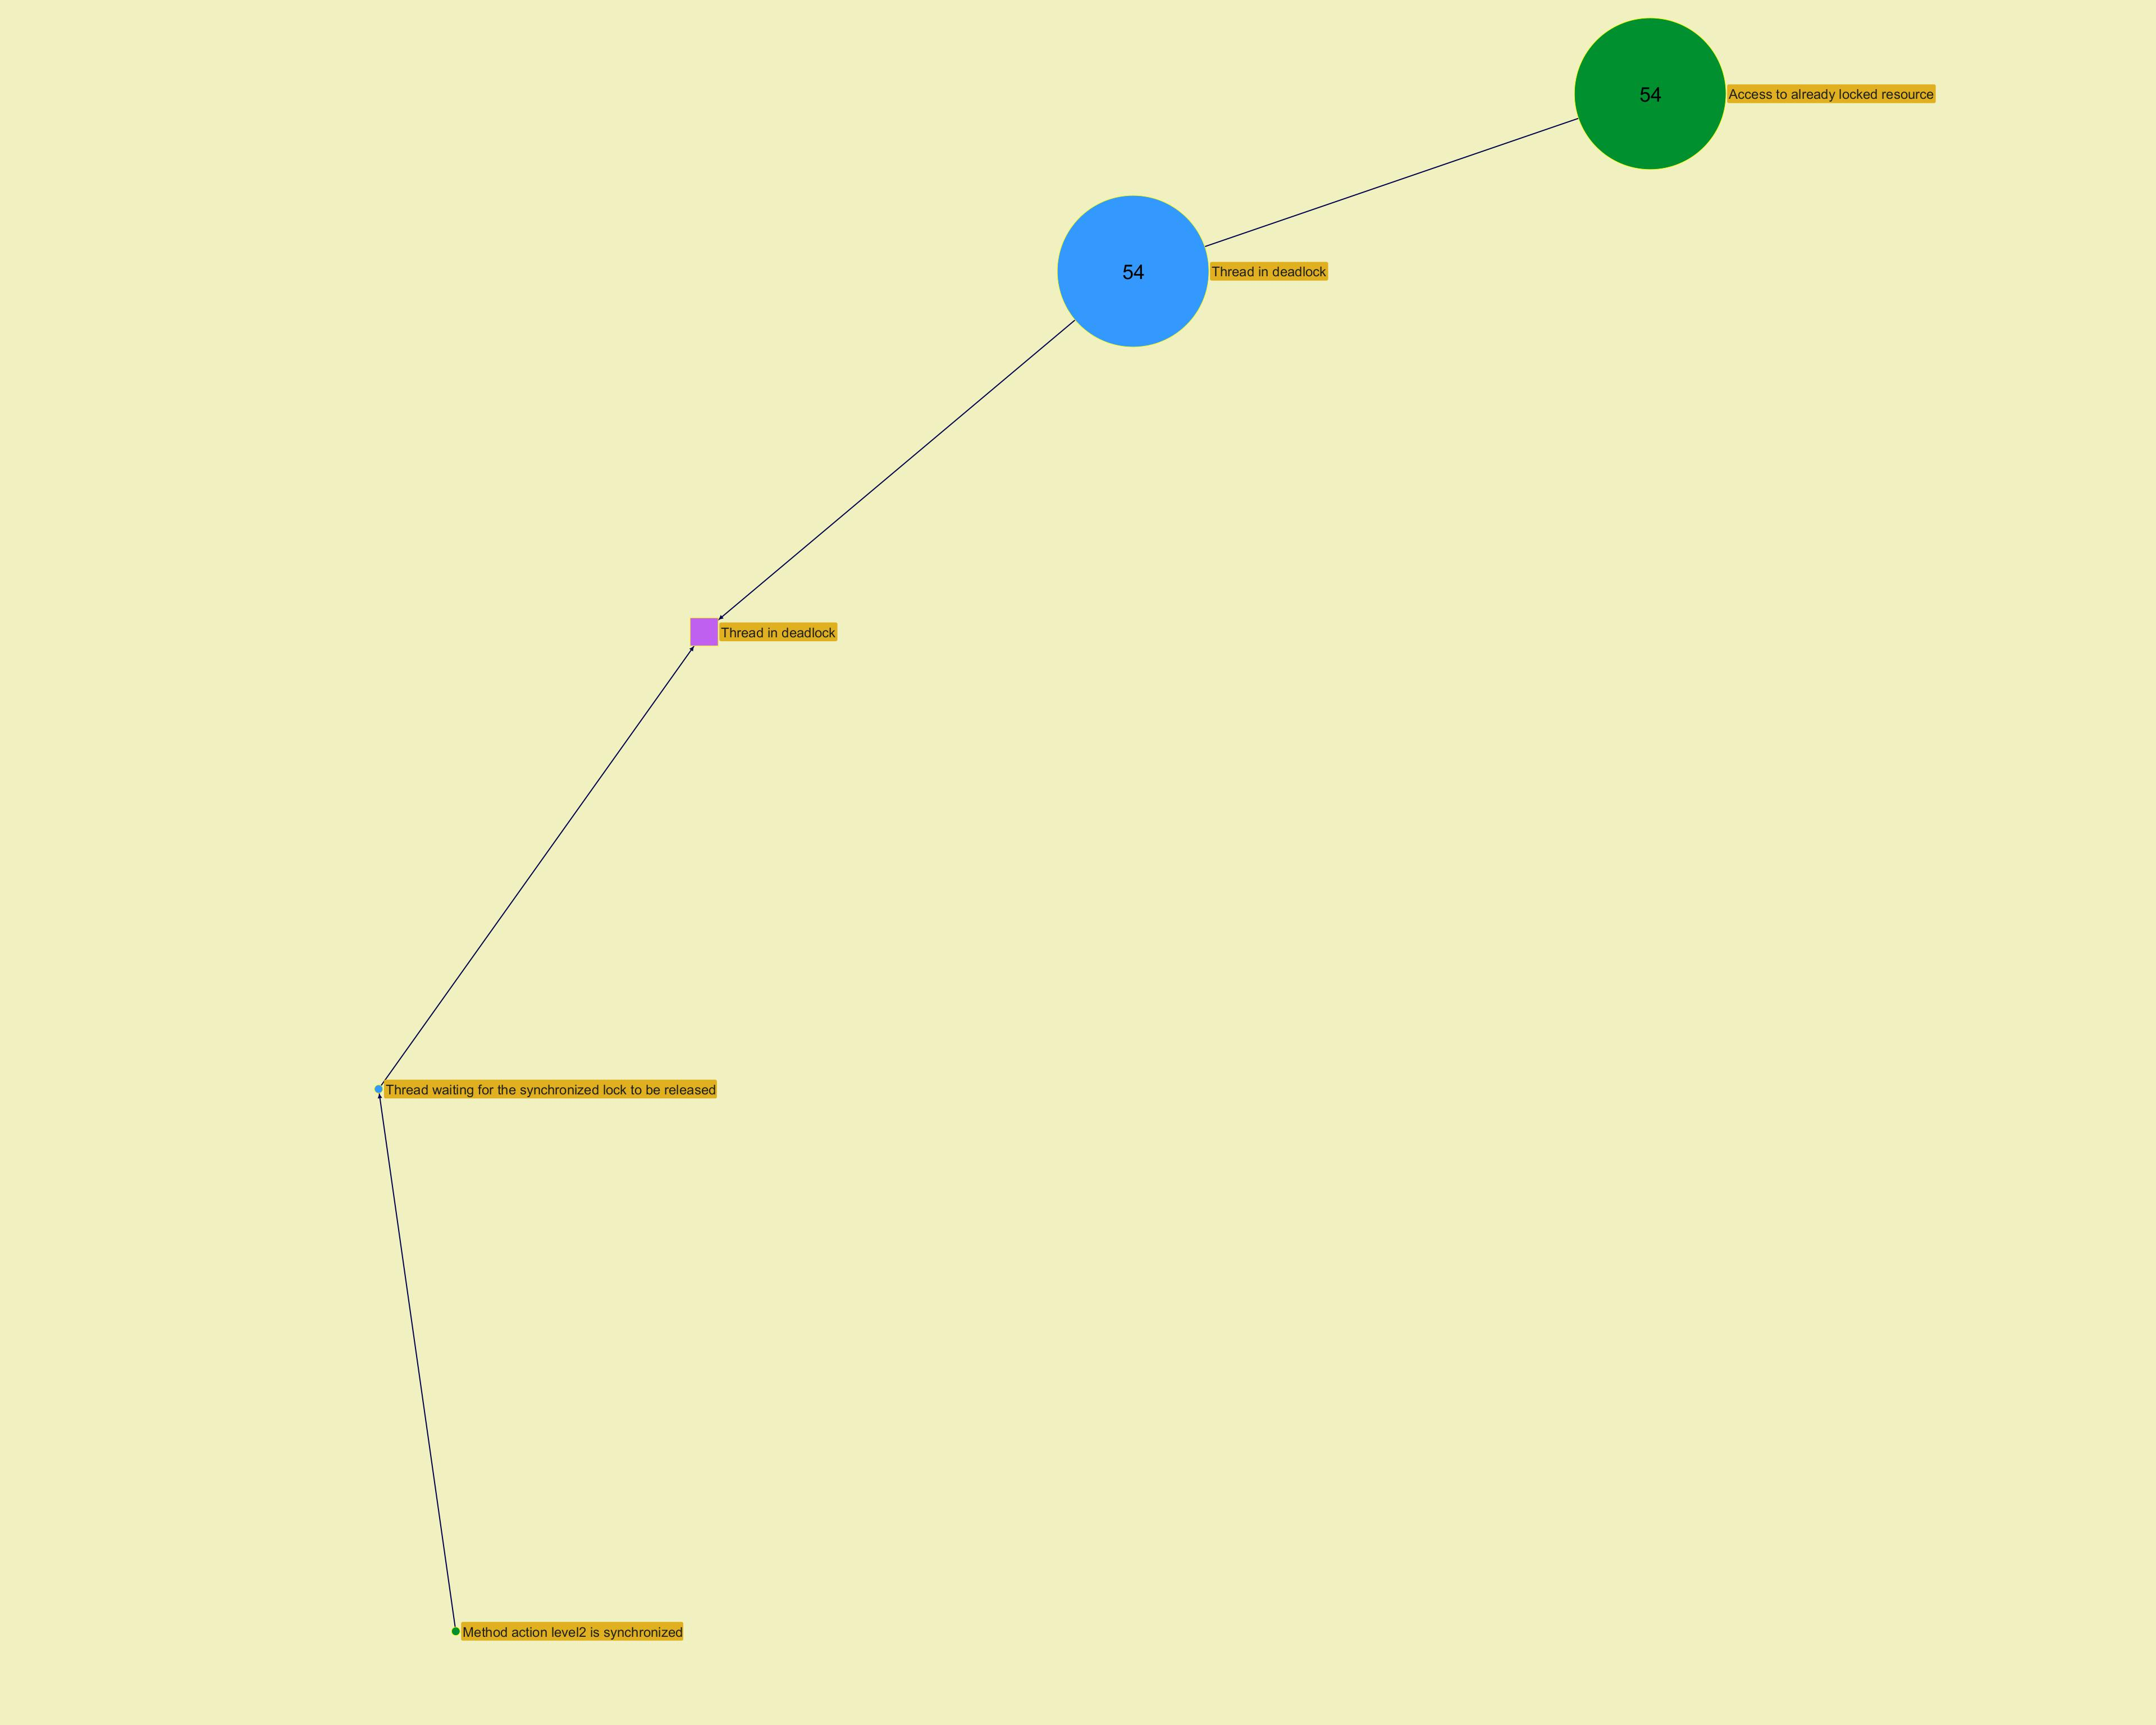 54
Access to already locked resource
54
Thread in deadlock
Thread in deadlock
Thread waiting for the synchronized lock to be released
Method action level2 is synchronized